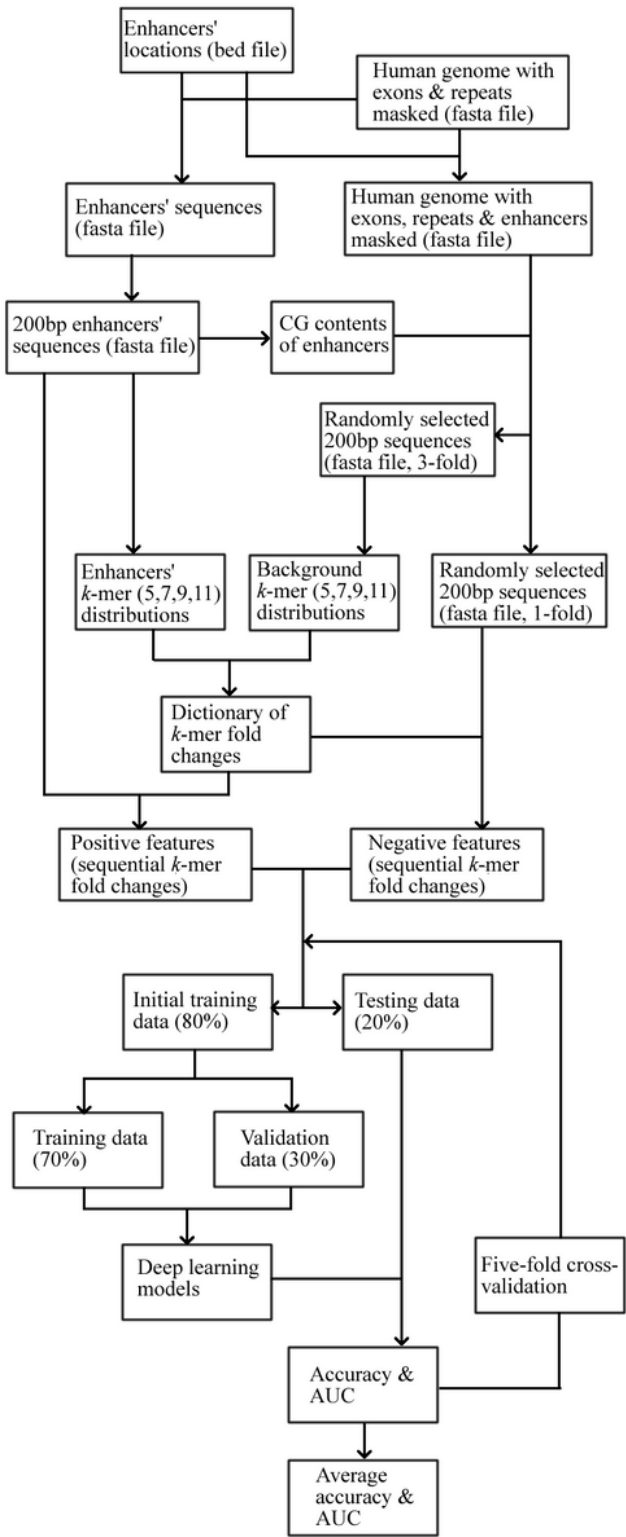 Enhancers'
locations (bed file)
Human genome with
exons & repeats
masked (fasta file)
Enhancers' sequences
(fasta file)
Human genome with
exons, repeats & enhancers
masked (fasta file)
200bp enhancers'
sequences (fasta file)
CG contents
of enhancers
Randomly selected
200bp sequences
(fasta file, 3-fold)
Enhancers'
k-mer (5,7,9,11)
distributions
Background
k-mer (5,7,9,11)
distributions
Randomly selected
200bp sequences
(fasta file, 1-fold)
Dictionary of
k-mer fold
changes
Positive features
(sequential k-mer
fold changes)
Negative features
(sequential k-mer
fold changes)
Initial training
data (80%)
Testing data
(20%)
Training data
(70%)
Validation
data (30%)
Deep learning
models
Five-fold cross-
validation
Accuracy &
AUC
Average
accuracy &
AUC